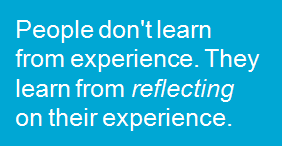 People don't learn
from experience. They
learn from reflecting
on their experience.